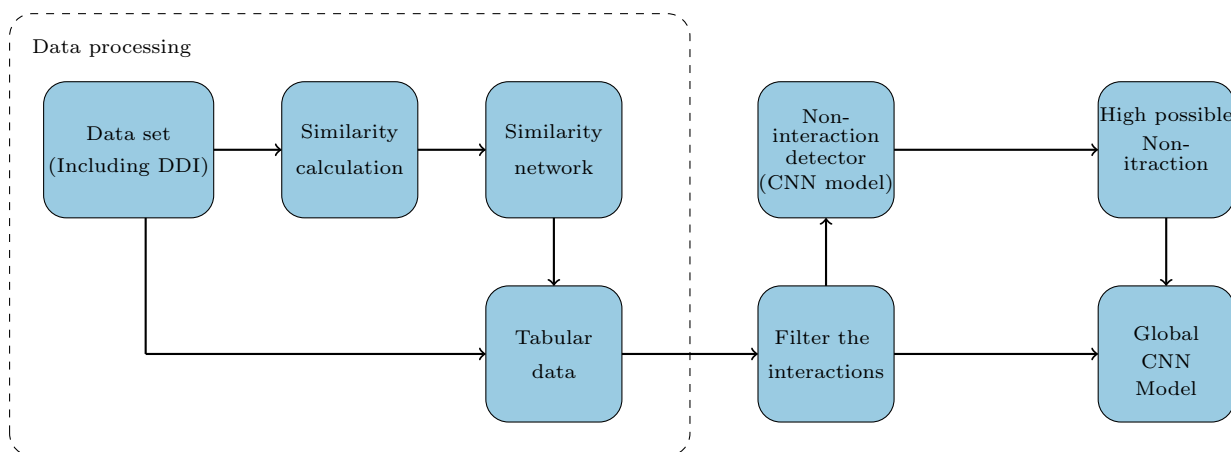 Data processing
Data set
(Including DDI)
Similarity
calculation
Similarity
network
Non-
interaction
detector
(CNN model)
High possible
Non-
itraction
Tabular
data
Filter the
interactions
Global
CNN
Model